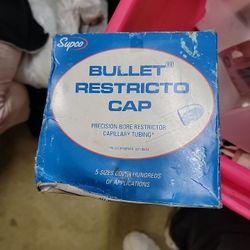 Supco
BULLET
RESTRICTO
CAP
PRECISION BORE RESTRICTOR
CAPILLARY TUBING
5 SIZES COVER HUNDREDS
OF APPLICATIONS